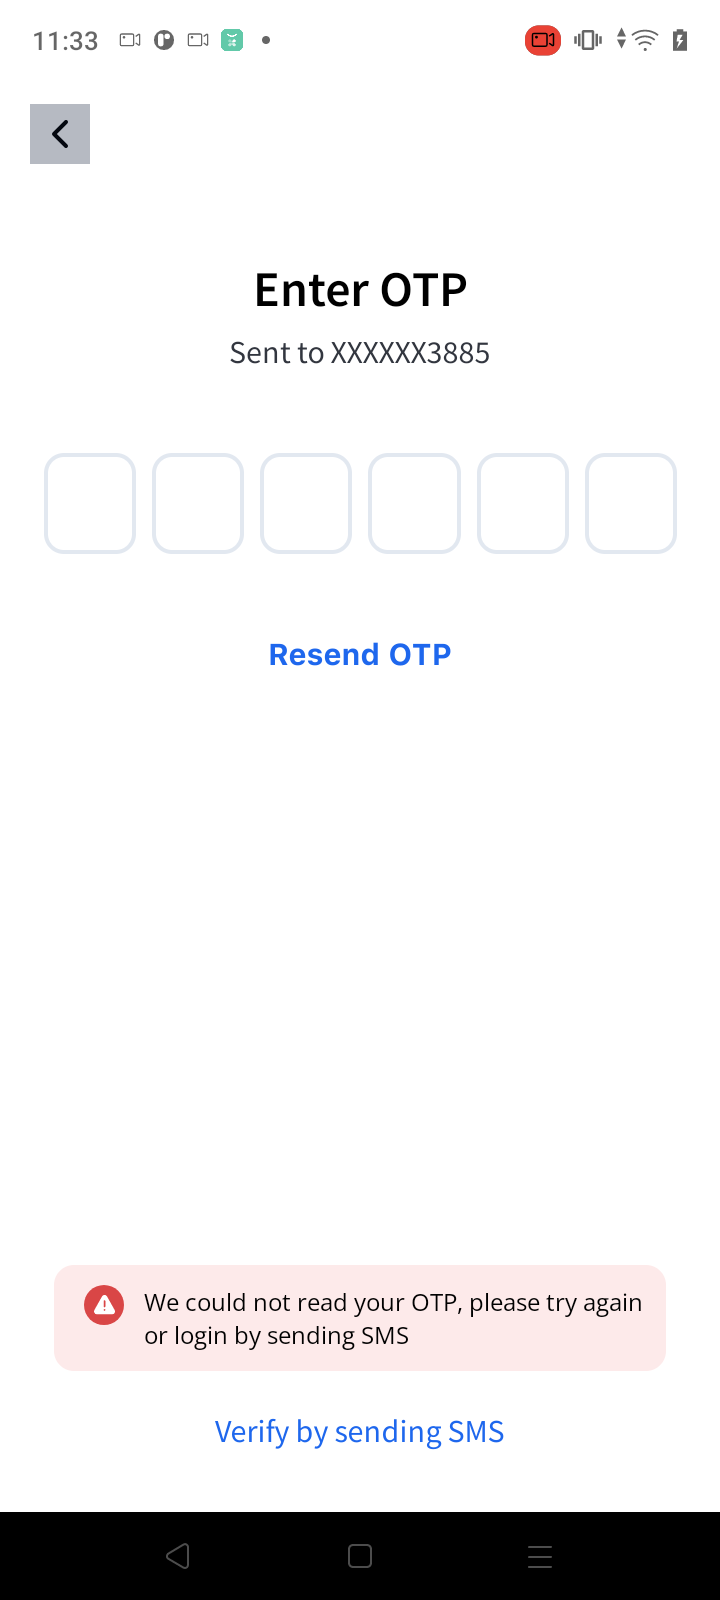 11:33
Enter OTP
Sent to XXXXXX3885
Resend OTP
We could not read your OTP, please try again
or login by sending SMS
Verify by sending SMS